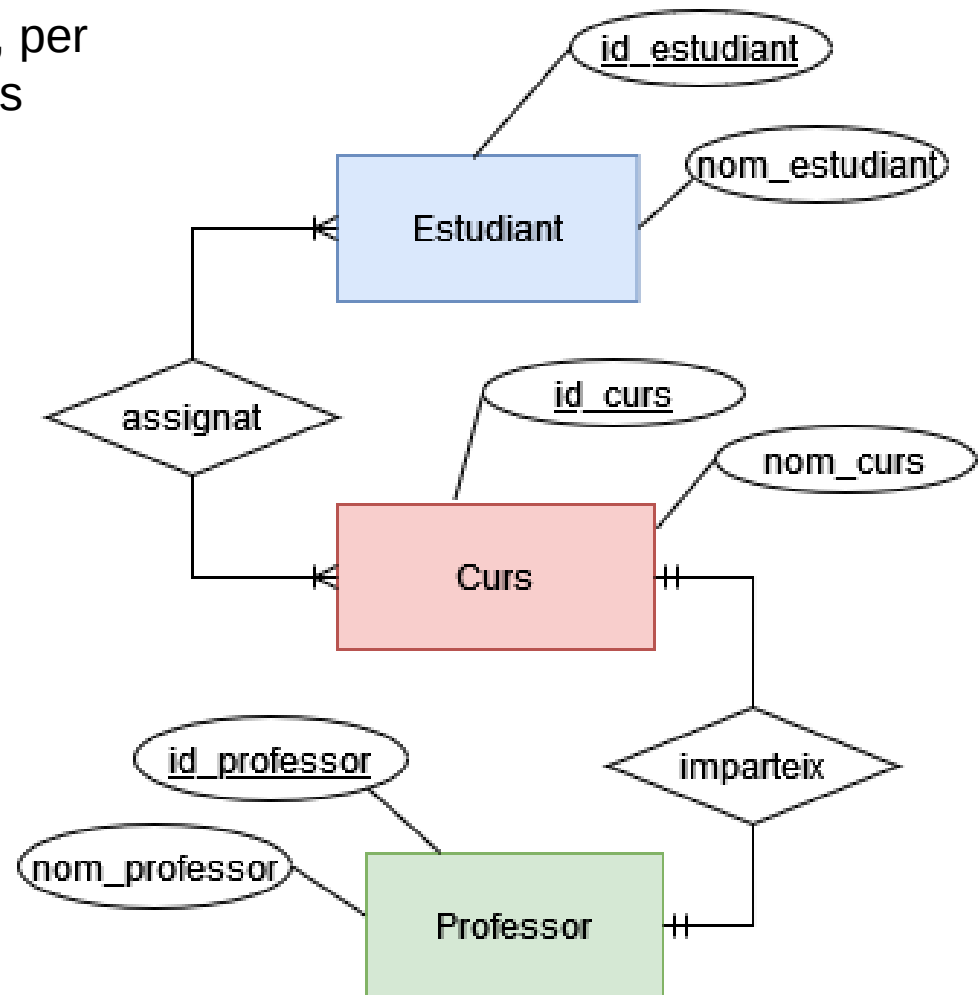 , per
s
id_estudiant
nom_estudiant
Estudiant
assignat
id_curs
nom_curs
Curs
id_professor
imparteix
nom_professor
Professor